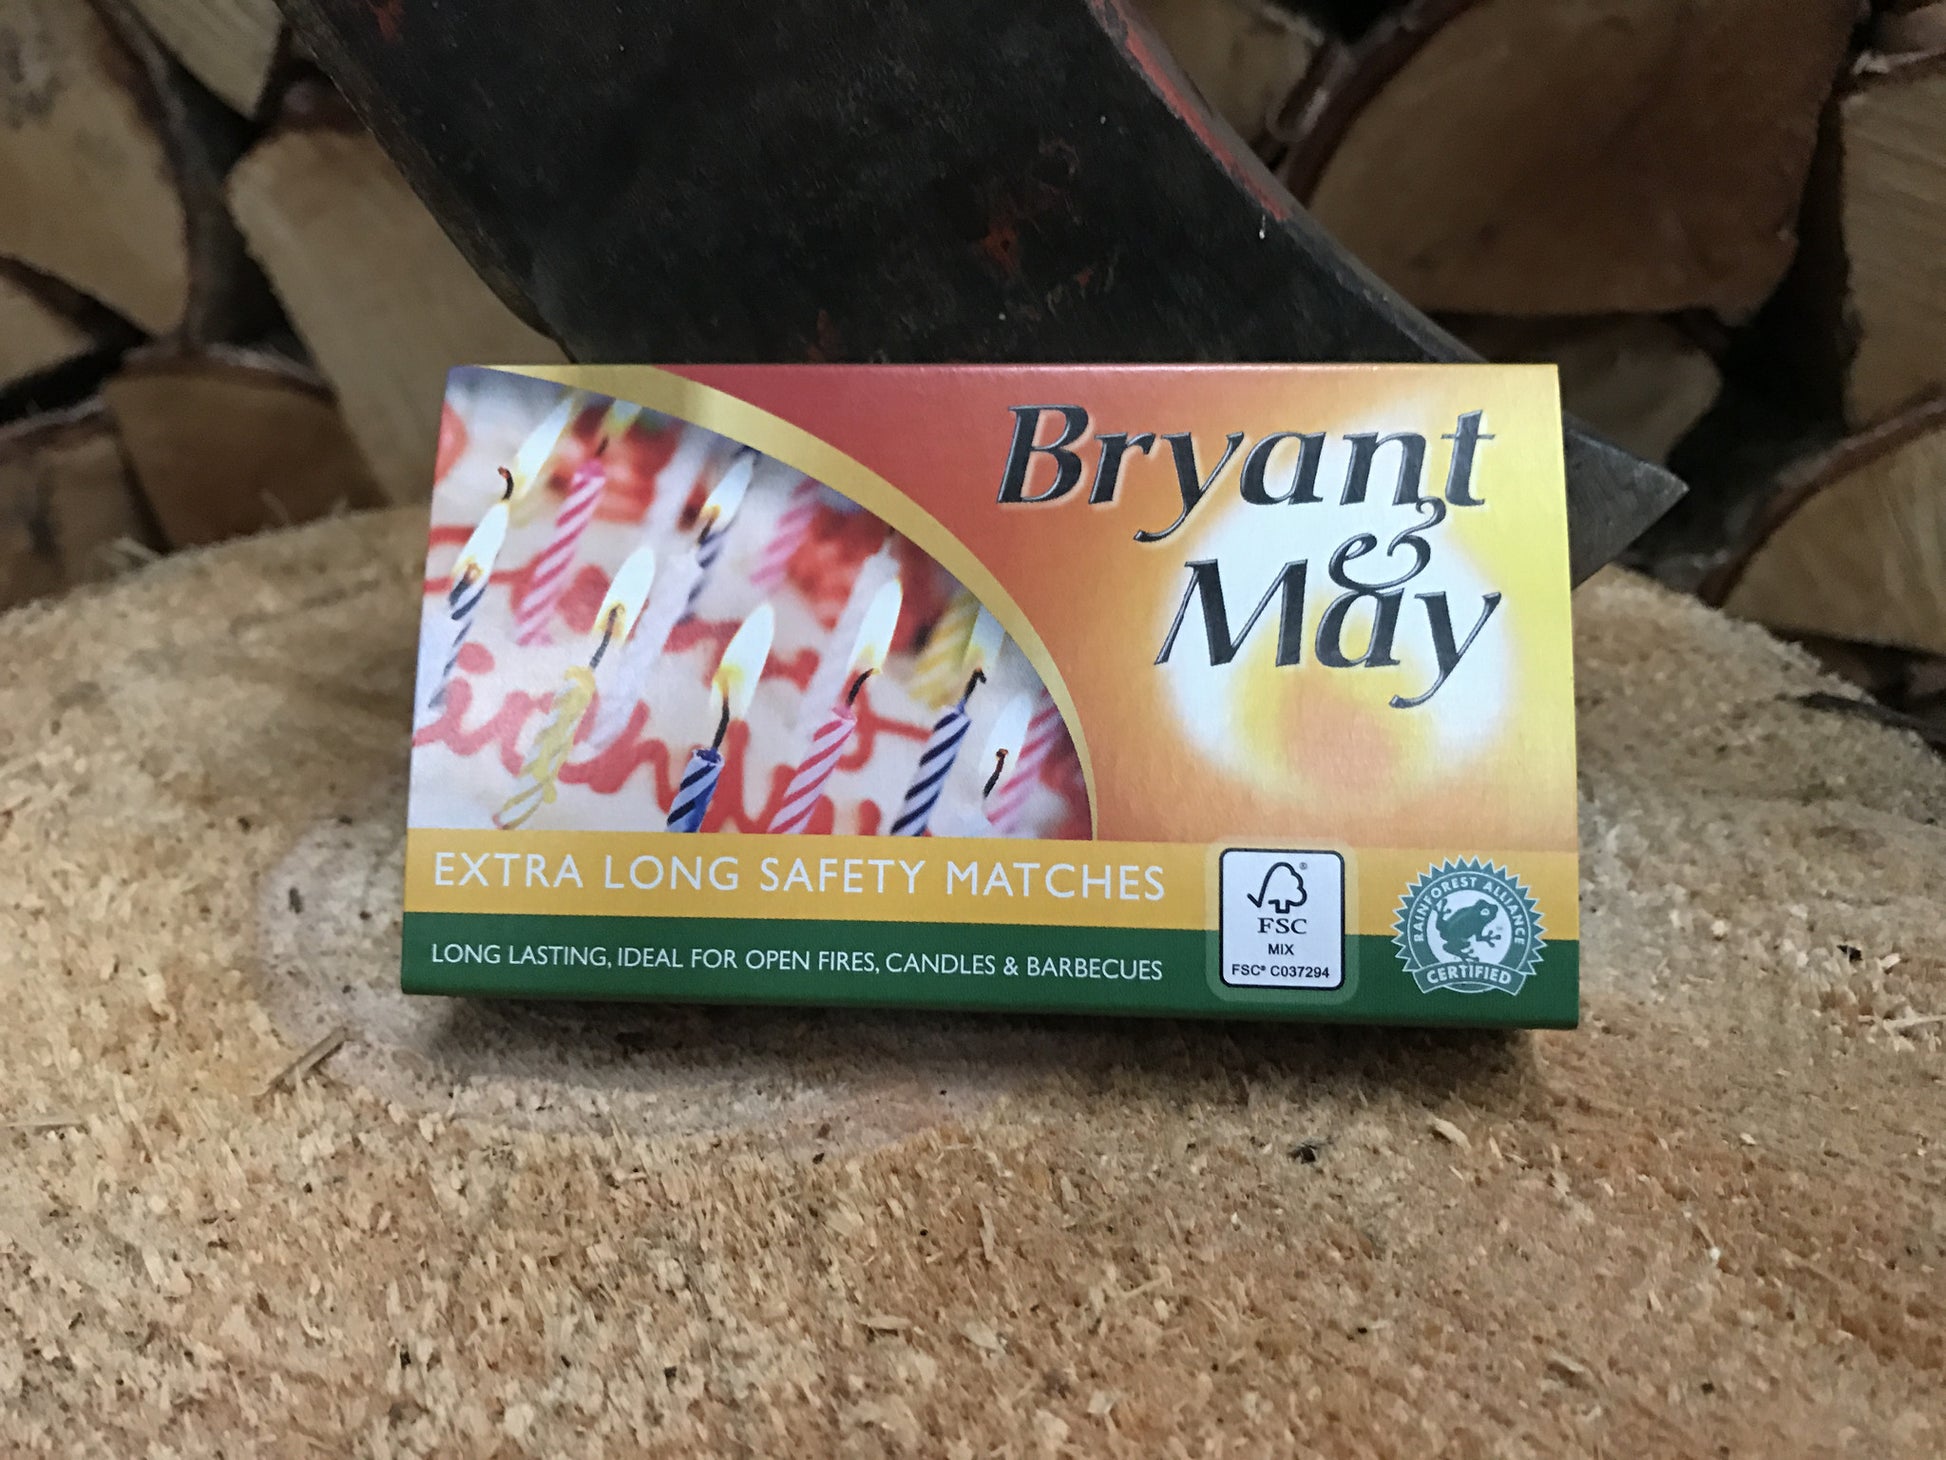 Bryant
&
May
Birthday
EXTRA LONG SAFETY MATCHES
LONG LASTING, IDEAL FOR OPEN FIRES, CANDLES & BARBECUES
®
FSC
MIX
FSC® C037294
RAINFOREST ALLIANCE
CERTIFIED